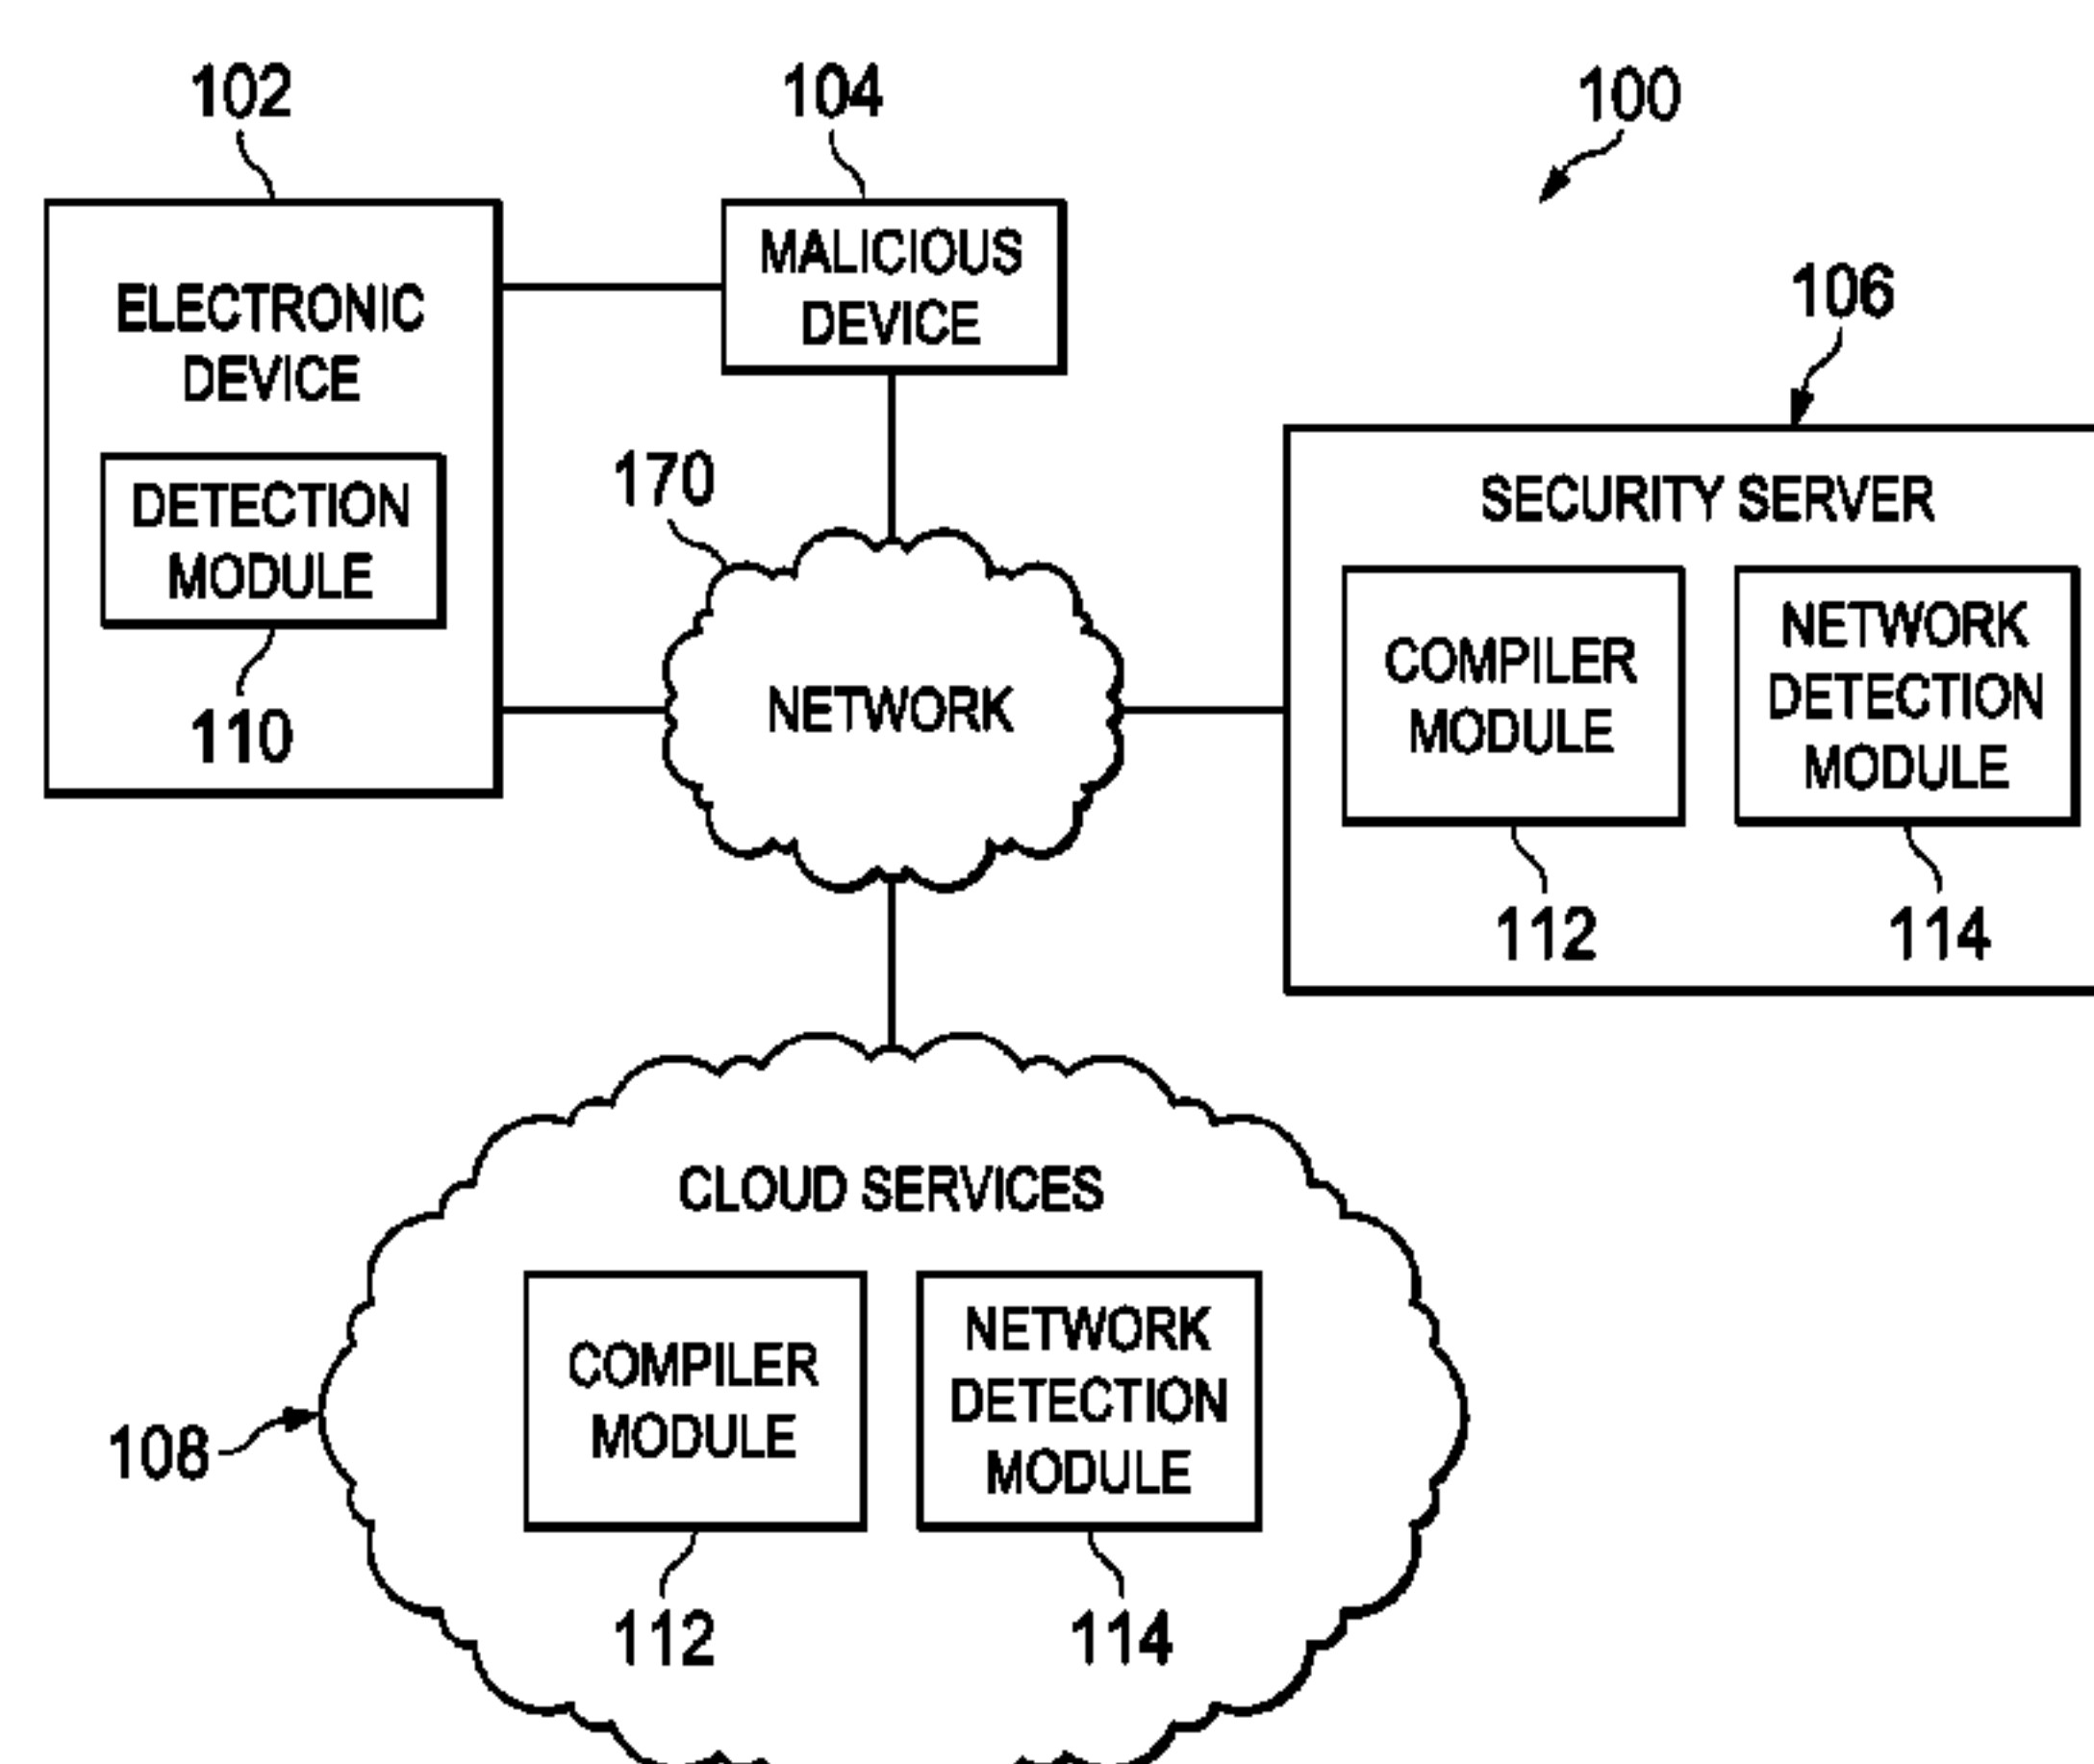 102
104
100
MALICIOUS
DEVICE
106
ELECTRONIC
DEVICE
170
DETECTION
MODULE
110
SECURITY SERVER
NETWORK
COMPILER
MODULE
NETWORK
DETECTION
MODULE
112
114
CLOUD SERVICES
COMPILER
MODULE
NETWORK
DETECTION
MODULE
108
112
114